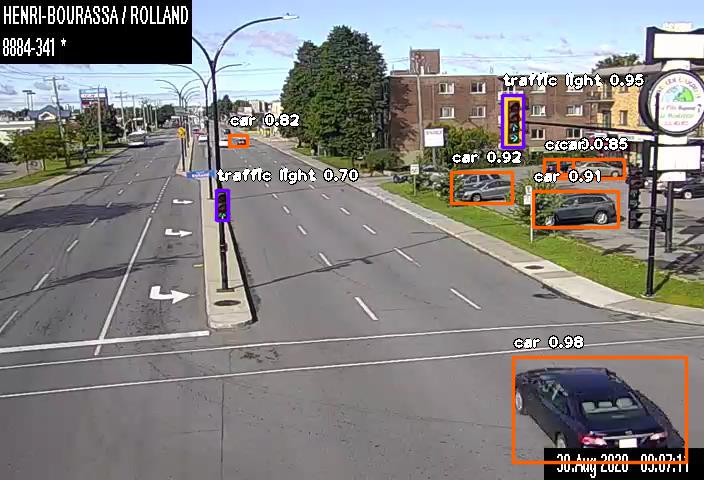 HENRI-BOURASSA / ROLLAND
8884-341 *
traffic light 0.95
car 0.82
car 0.85
car 0.92
traffic light 0.70
car 0.91
car 0.98
30.Aug 2020 09:07:11